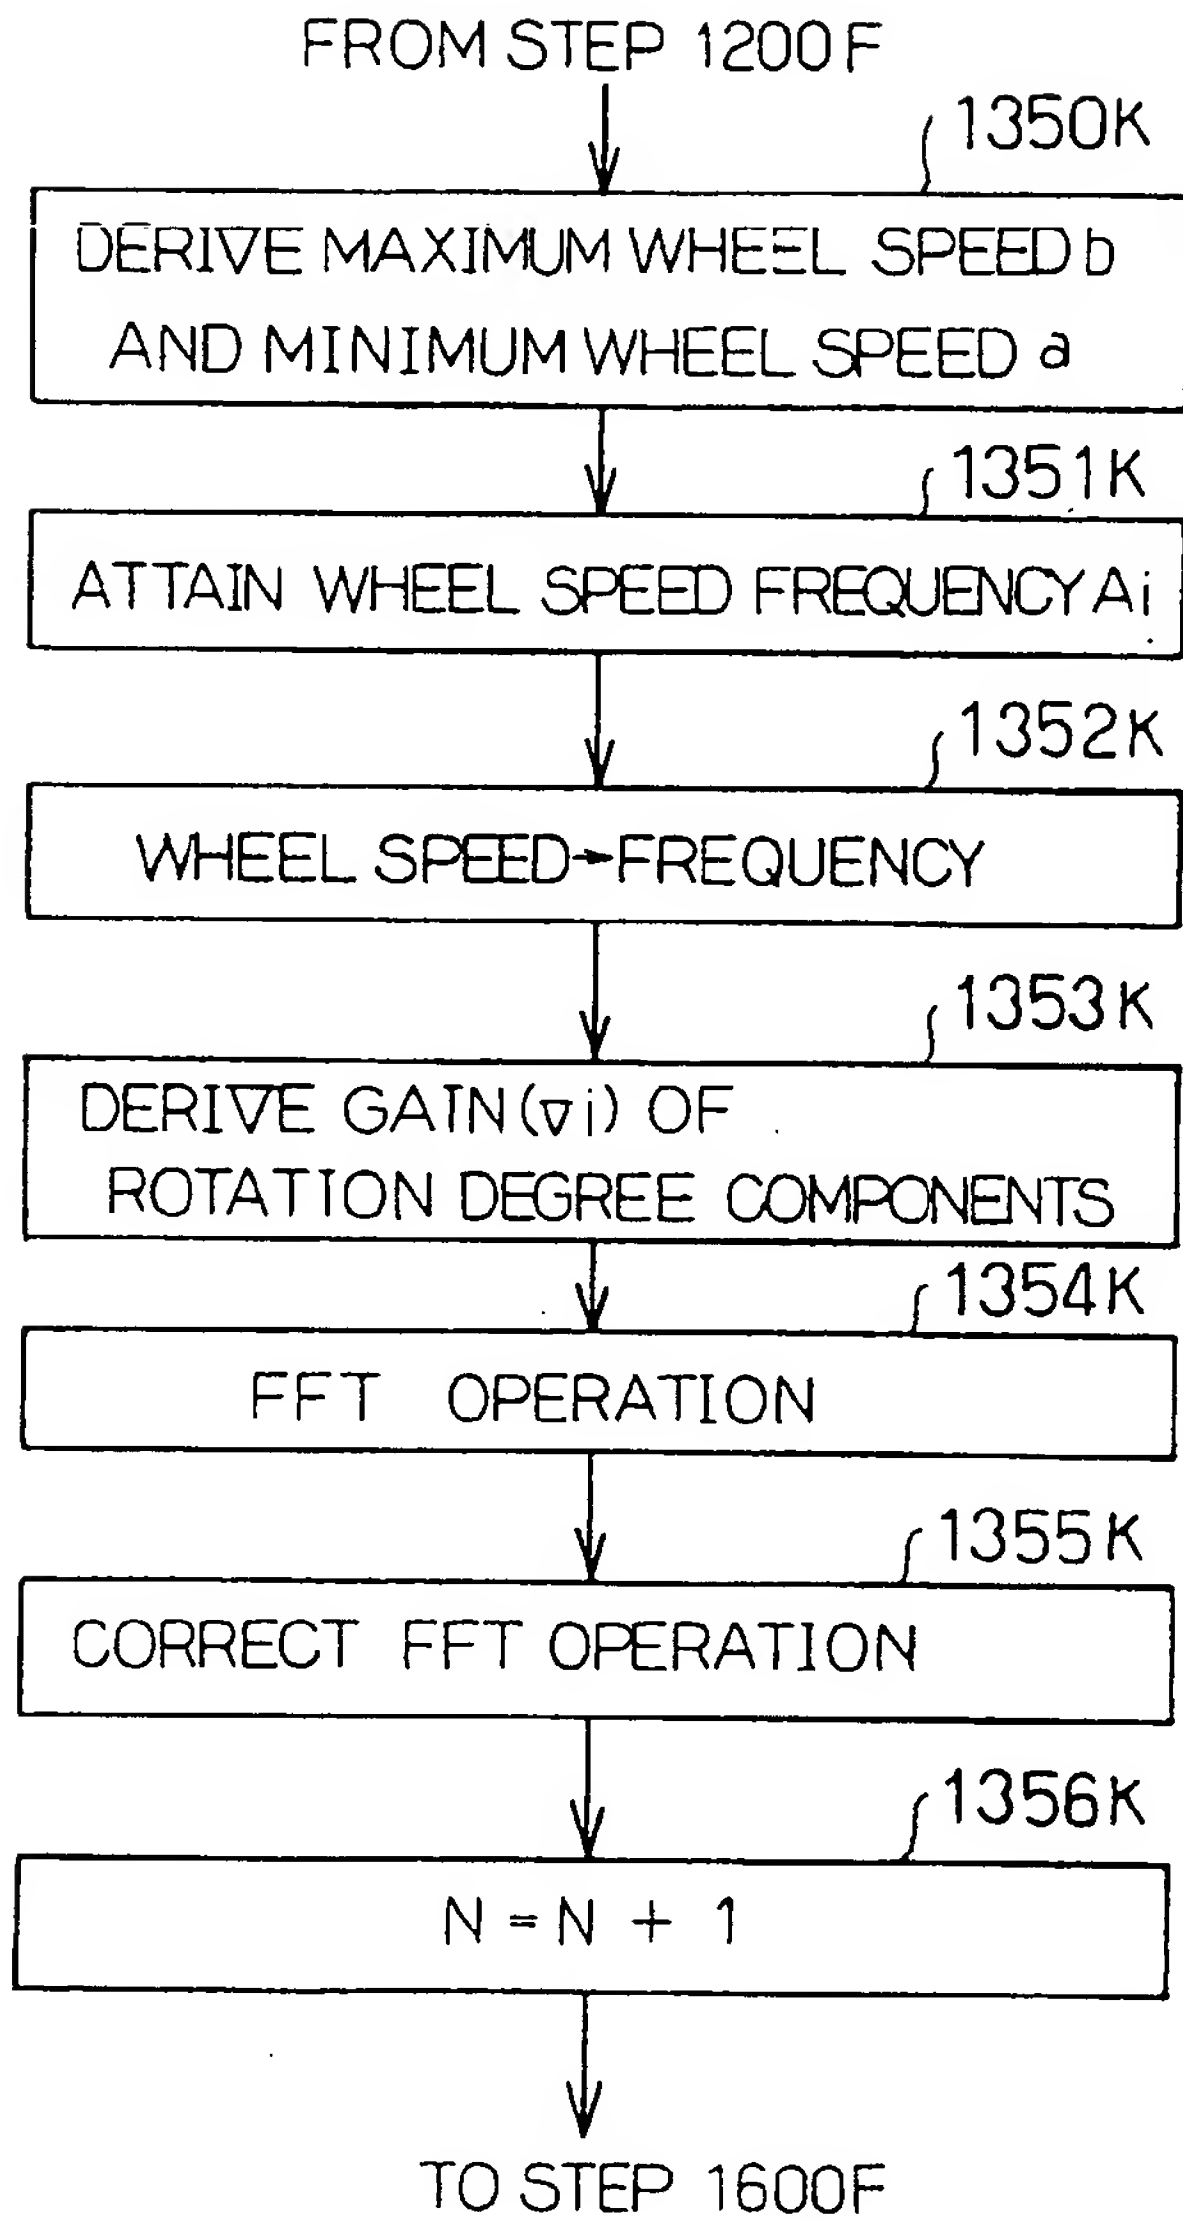 FROM STEP 1200F
1350K
DERIVE MAXIMUM WHEEL SPEED b
AND MINIMUM WHEEL SPEED a
1351K
ATTAIN WHEEL SPEED FREQUENCY Ai
1352K
WHEEL SPEED→FREQUENCY
1353K
DERIVE GAIN (∇i) OF
ROTATION DEGREE COMPONENTS
1354K
FFT OPERATION
1355K
CORRECT FFT OPERATION
1356K
N = N + 1
TO STEP 1600F